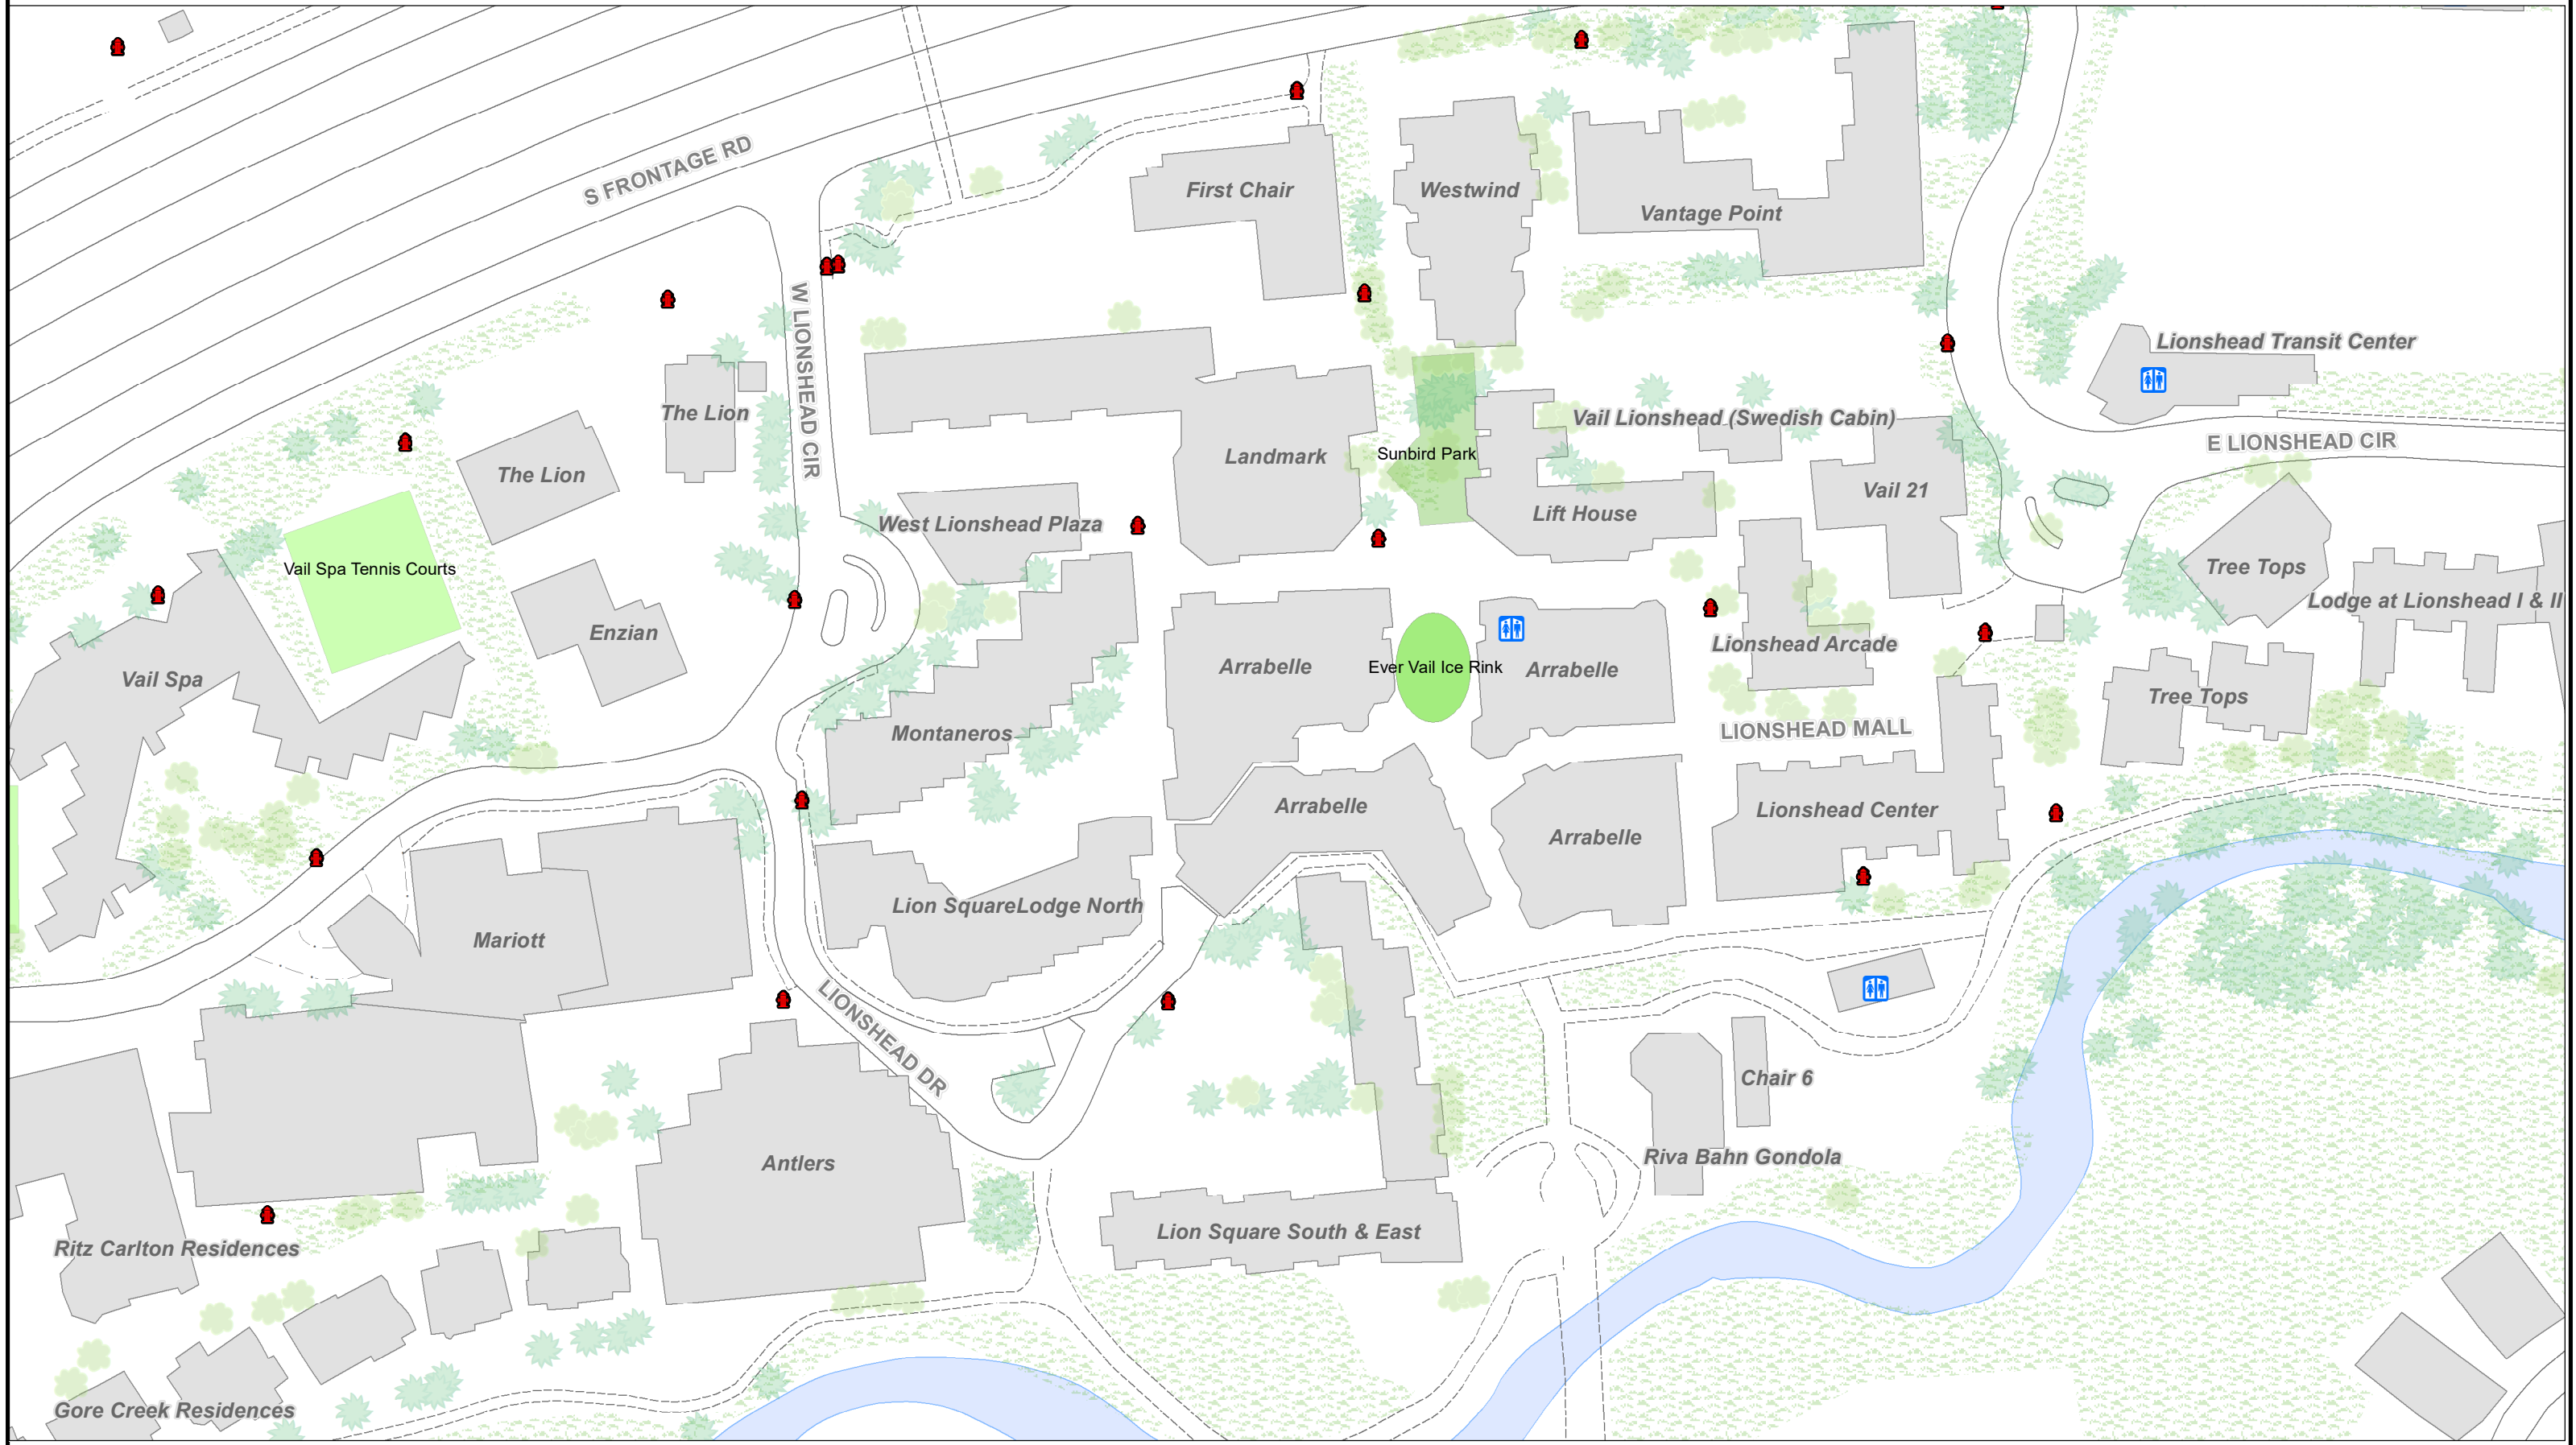 S FRONTAGE RD
First Chair
Westwind
Vantage Point
W LIONSHEAD CIR
Lionshead Transit Center
The Lion
Vail Lionshead (Swedish Cabin)
E LIONSHEAD CIR
The Lion
Landmark
Sunbird Park
Vail 21
Lift House
West Lionshead Plaza
Vail Spa Tennis Courts
Tree Tops
Lodge at Lionshead I & II
Enzian
Lionshead Arcade
Vail Spa
Arrabelle
Ever Vail Ice Rink
Arrabelle
Tree Tops
Montaneros
LIONSHEAD MALL
Arrabelle
Lionshead Center
Arrabelle
Lion SquareLodge North
Mariott
LIONSHEAD DR
Chair 6
Antlers
Riva Bahn Gondola
Lion Square South & East
Ritz Carlton Residences
Gore Creek Residences